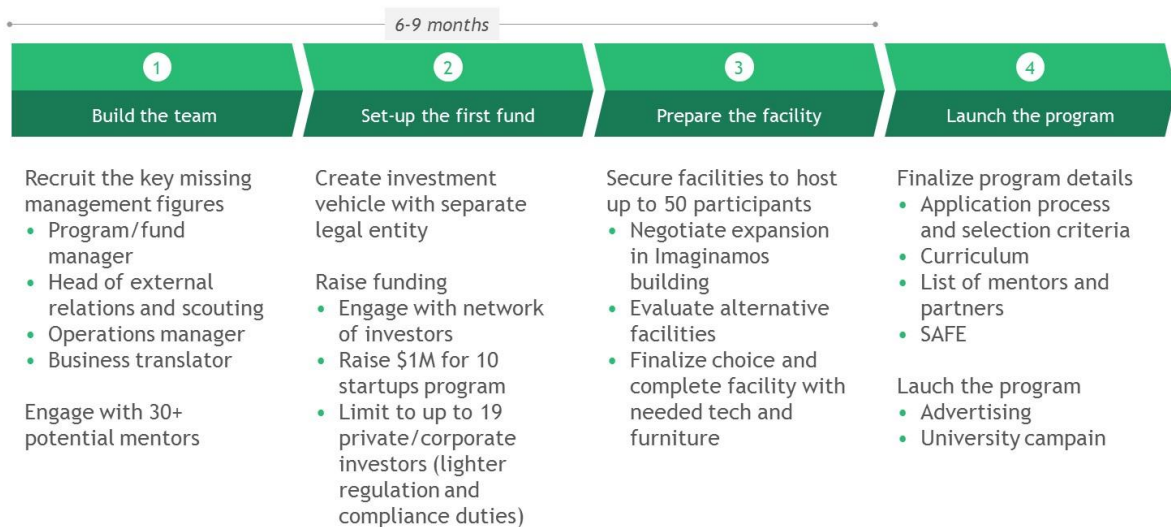 6-9 months
1
Build the team
2
Set-up the first fund
3
Prepare the facility
4
Launch the program
Recruit the key missing
management figures
• Program/fund
manager
• Head of external
relations and scouting
• Operations manager
• Business translator
Engage with 30+
potential mentors
Create investment
vehicle with separate
legal entity
Raise funding
• Engage with network
of investors
• Raise $1M for 10
startups program
• Limit to up to 19
private/corporate
investors (lighter
regulation and
compliance duties)
Secure facilities to host
up to 50 participants
• Negotiate expansion
in Imaginamos
building
• Evaluate alternative
facilities
• Finalize choice and
complete facility with
needed tech and
furniture
Finalize program details
• Application process
and selection criteria
• Curriculum
• List of mentors and
partners
• SAFE
Lauch the program
• Advertising
• University campain